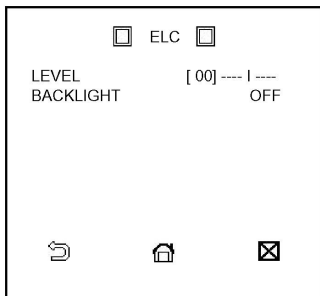 ELC
LEVEL [ 00] ---- I ----
BACKLIGHT OFF